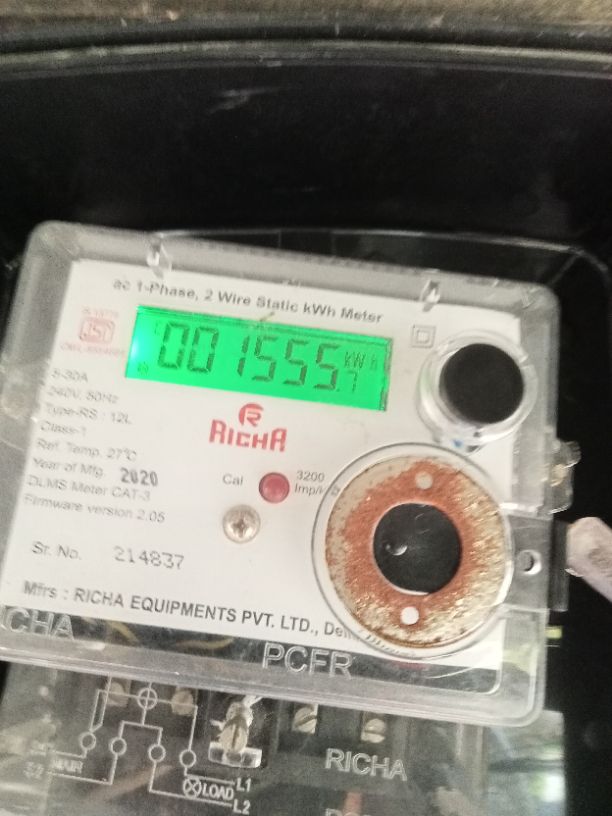 ac 1-Phase, 2 Wire Static kWh Meter
001555.7 kWh
5-30A
240V, 50Hz
Type-RS : 12L
Class-1
Ref. Temp. 27°C
Year of Mfg. 2020
DLMS Meter CAT-3
Firmware version 2.05
RICHA
Cal
3200
Imp/k
Sr. No. 214837
Mfrs : RICHA EQUIPMENTS PVT. LTD.,
CHA
PCFR
RICHA
LOAD
L1
L2